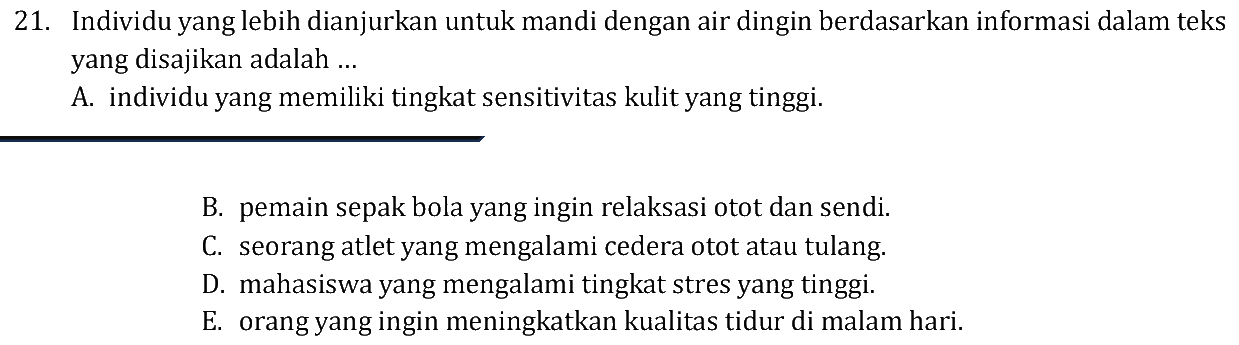 21. Individu yang lebih dianjurkan untuk mandi dengan air dingin berdasarkan informasi dalam teks
yang disajikan adalah ...
A. individu yang memiliki tingkat sensitivitas kulit yang tinggi.
B. pemain sepak bola yang ingin relaksasi otot dan sendi.
C. seorang atlet yang mengalami cedera otot atau tulang.
D. mahasiswa yang mengalami tingkat stres yang tinggi.
E. orang yang ingin meningkatkan kualitas tidur di malam hari.